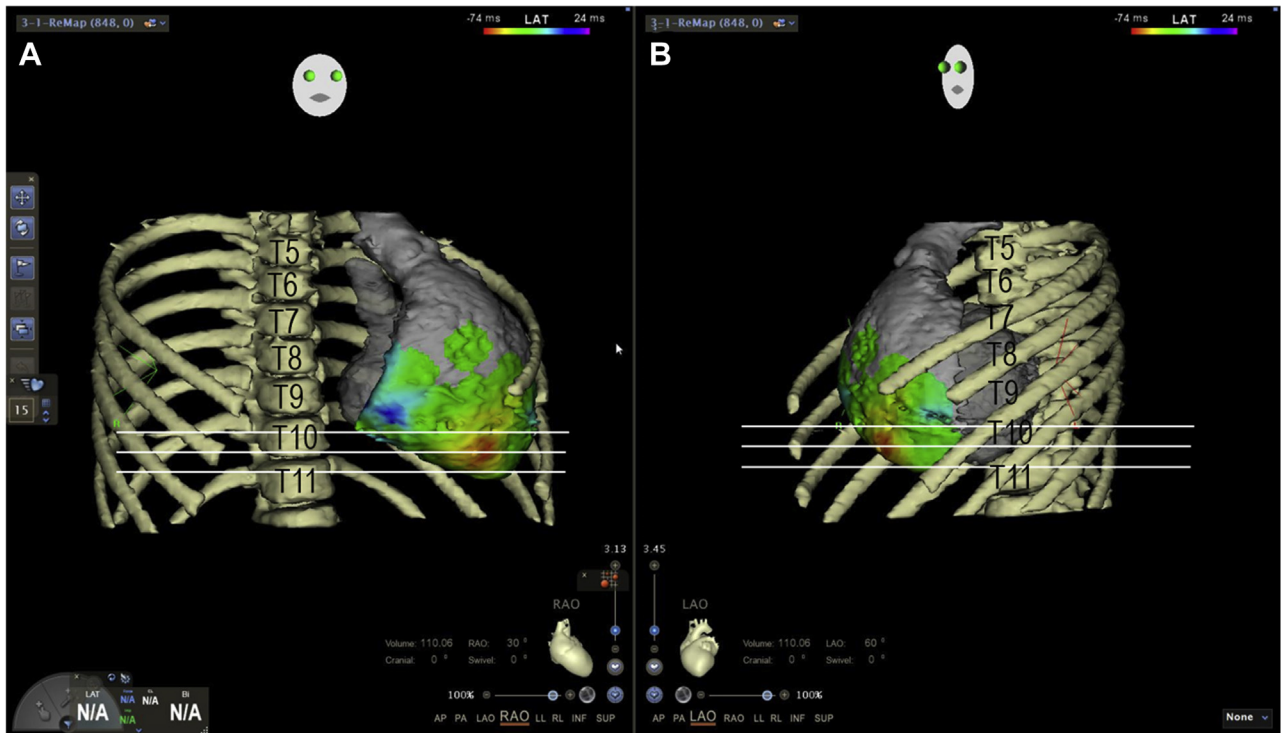 3-1-ReMap (848, 0)
-74 ms LAT 24 ms
A
T5
T6
T7
T8
T9
T10
T11
15
3.13
RAO
Volume: 110.06 RAO: 30 °
Cranial: 0 ° Swivel: 0 °
100%
LAT
N/A
N/A
N/A
N/A
Bi
N/A
AP PA LAO RAO LL RL INF SUP
3-1-ReMap (848, 0)
-74 ms LAT 24 ms
B
T5
T6
T7
T8
T9
T10
T11
3.45
LAO
Volume: 110.06 LAO: 60 °
Cranial: 0 ° Swivel: 0 °
100%
AP PA LAO RAO LL RL INF SUP
None